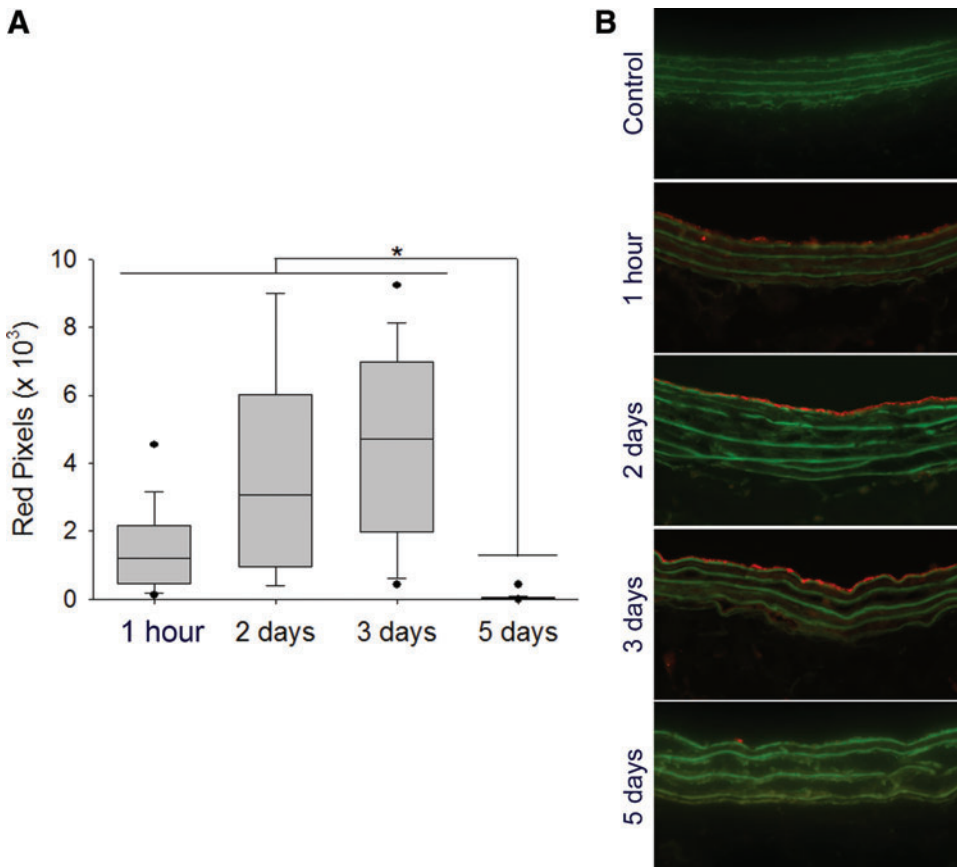 A
B
Control
1 hour
2 days
3 days
5 days
*
10
8
6
4
2
0
Red Pixels (x 10³)
1 hour
2 days
3 days
5 days